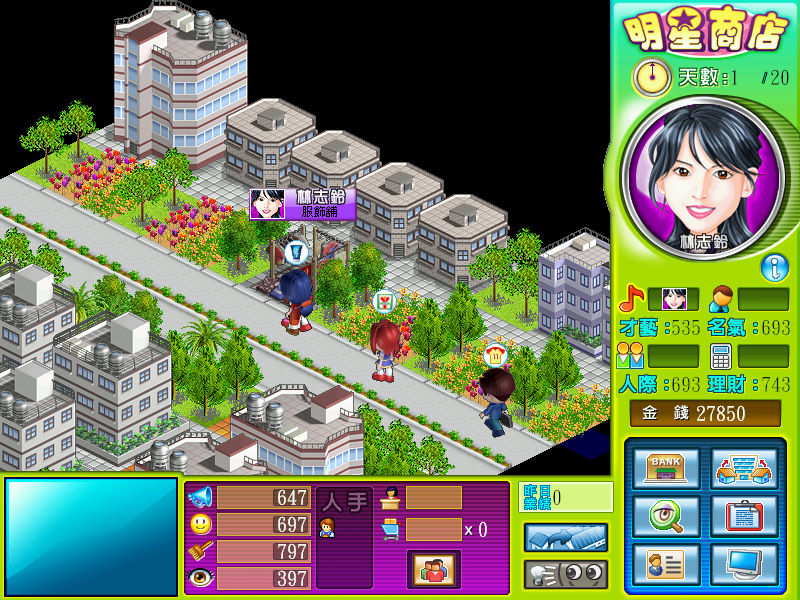 明星商店
天數:1 /20
林志鈴
服飾舖
林志鈴
才藝:535 名氣:693
人際:693 理財:743
金 錢 27850
BANK
647
人手
697
797
x 0
397
昨日
業績 0